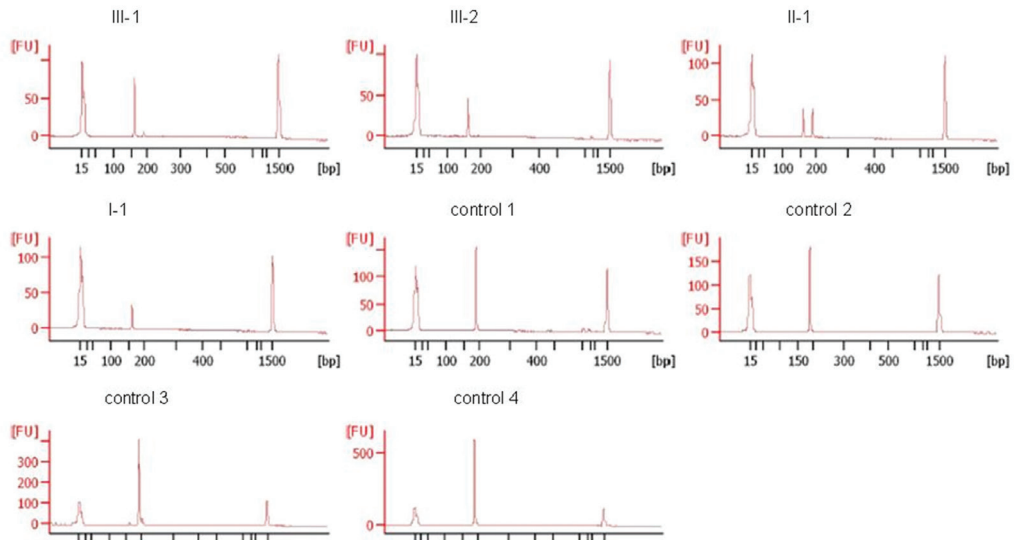 III-1 III-2 II-1
[FU] [FU] [FU]
100
50 50 50
0 0 0
15 100 200 300 500 1500 [bp] 15 100 200 400 1500 [bp] 15 100 200 400 1500 [bp]
I-1 control 1 control 2
[FU] [FU] [FU]
150
100 100 100
50 50 50
0 0 0
15 100 200 400 1500 [bp] 15 100 200 400 1500 [bp] 15 150 300 500 1500 [bp]
control 3 control 4
[FU] [FU]
300 500
200
100
0 0